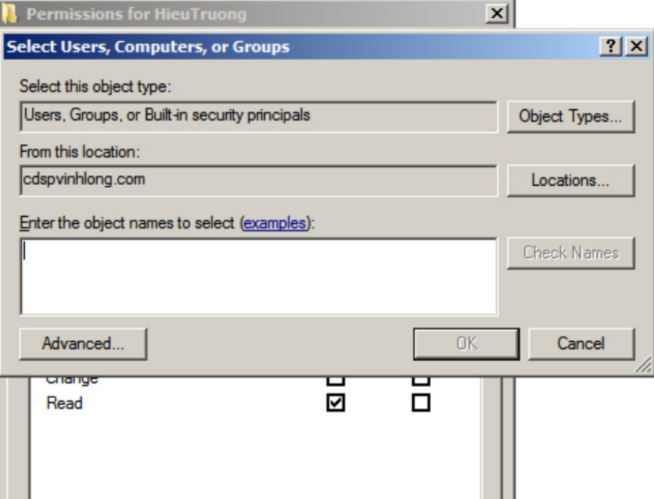 Permissions for HieuTruong
Select Users, Computers, or Groups
Select this object type:
Users, Groups, or Built-in security principals
Object Types...
From this location:
cdspvinhlong.com
Locations...
Enter the object names to select (examples):
Check Names
Advanced...
OK
Cancel
Change
Read